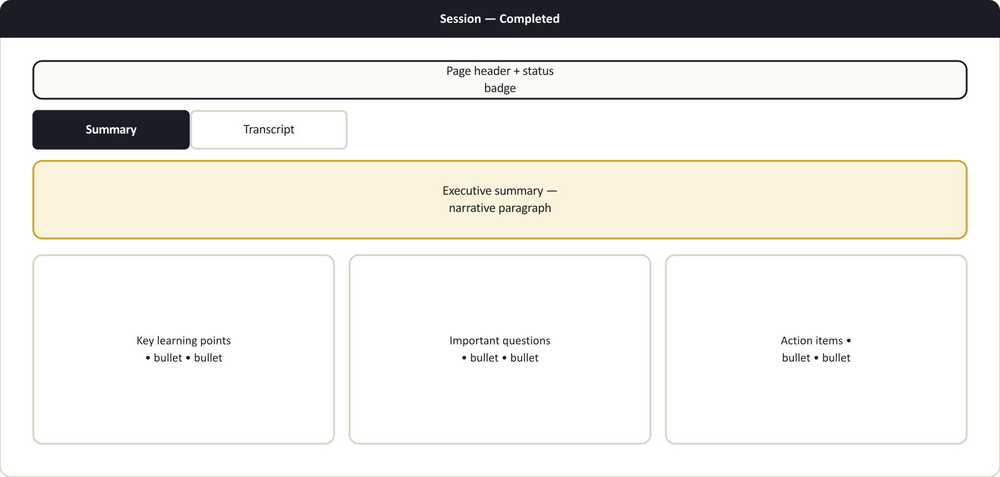 Session — Completed
Page header + status
badge
Summary
Transcript
Executive summary —
narrative paragraph
Key learning points
• bullet • bullet
Important questions
• bullet • bullet
Action items •
bullet • bullet